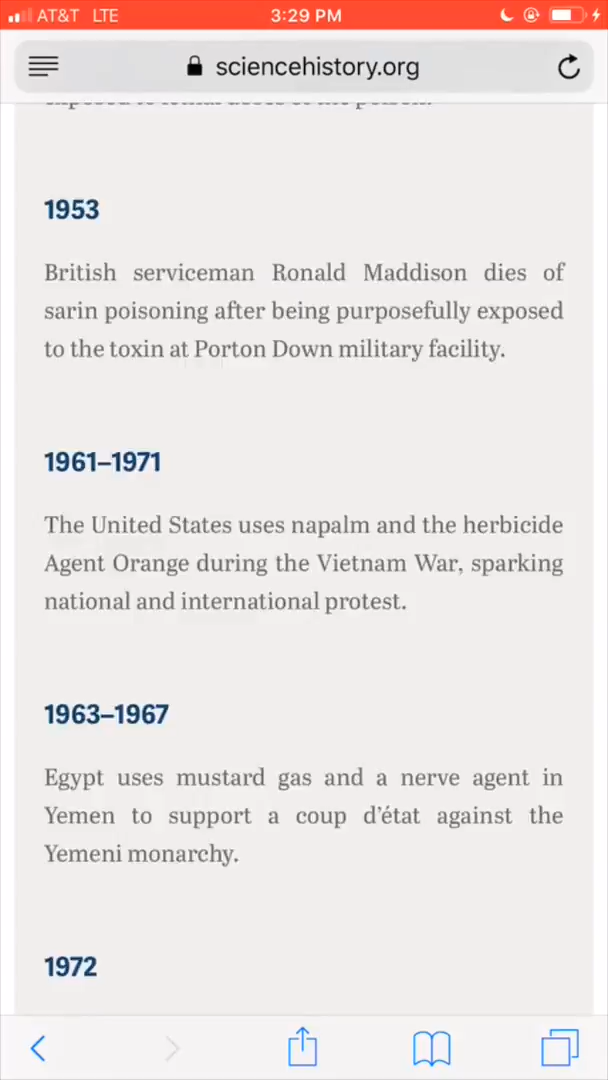 AT&T LTE 3:29 PM
sciencehistory.org
1953
British serviceman Ronald Maddison dies of
sarin poisoning after being purposefully exposed
to the toxin at Porton Down military facility.
1961–1971
The United States uses napalm and the herbicide
Agent Orange during the Vietnam War, sparking
national and international protest.
1963–1967
Egypt uses mustard gas and a nerve agent in
Yemen to support a coup d’état against the
Yemeni monarchy.
1972